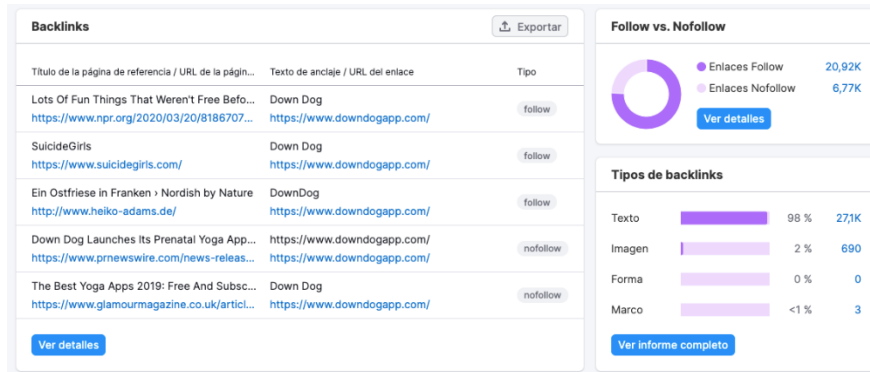 Backlinks
Exportar
Título de la página de referencia / URL de la págin...
Texto de anclaje / URL del enlace
Tipo
Lots Of Fun Things That Weren't Free Befo...
Down Dog
follow
https://www.npr.org/2020/03/20/8186707...
https://www.downdogapp.com/
SuicideGirls
Down Dog
follow
https://www.suicidegirls.com/
https://www.downdogapp.com/
Ein Ostfriese in Franken › Nordish by Nature
DownDog
follow
http://www.heiko-adams.de/
https://www.downdogapp.com/
Down Dog Launches Its Prenatal Yoga App...
https://www.downdogapp.com/
nofollow
https://www.prnewswire.com/news-releas...
https://www.downdogapp.com/
The Best Yoga Apps 2019: Free And Subsc...
Down Dog
nofollow
https://www.glamourmagazine.co.uk/articl...
https://www.downdogapp.com/
Ver detalles
Follow vs. Nofollow
Enlaces Follow 20,92K
Enlaces Nofollow 6,77K
Ver detalles
Tipos de backlinks
Texto 98 % 27,1K
Imagen 2 % 690
Forma 0 % 0
Marco <1 % 3
Ver informe completo